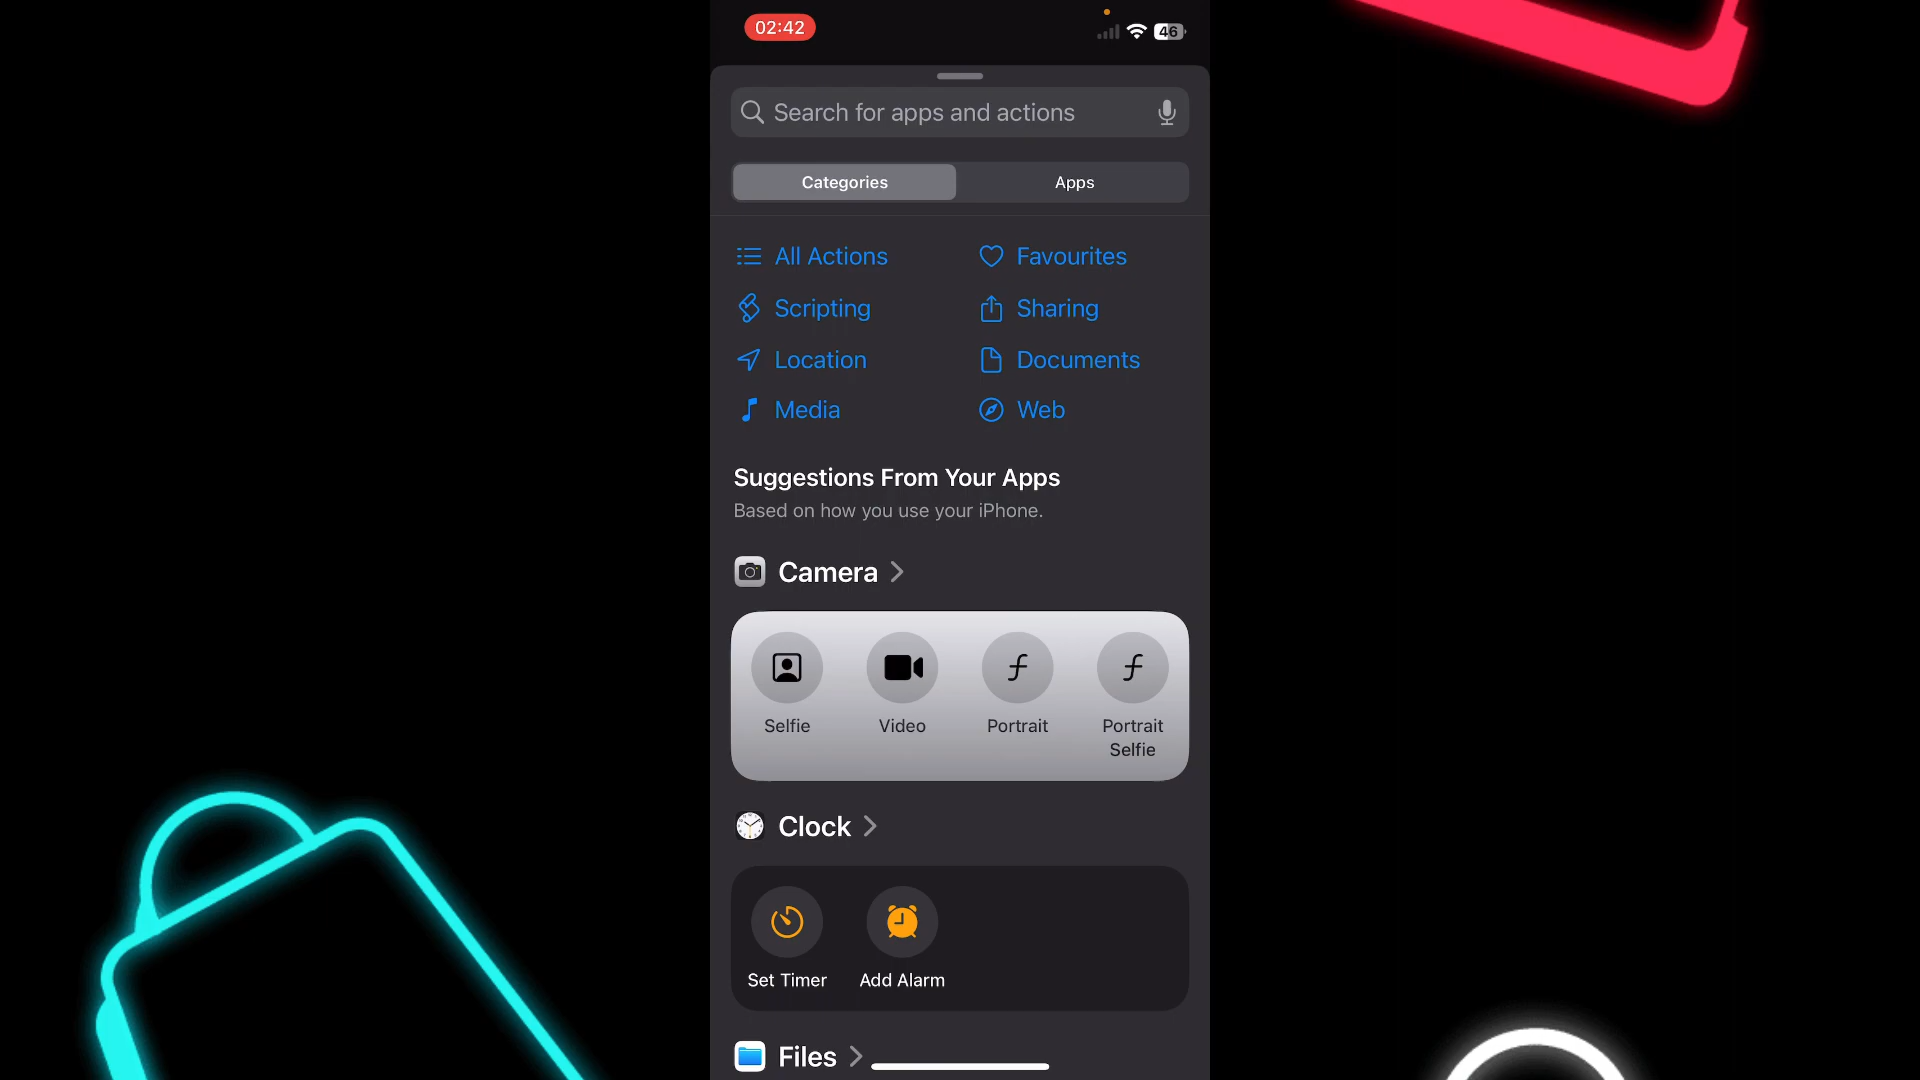 02:42
46
Search for apps and actions
Categories
Apps
All Actions
Favourites
Scripting
Sharing
Location
Documents
Media
Web
Suggestions From Your Apps
Based on how you use your iPhone.
Camera
Selfie
Video
Portrait
Portrait
Selfie
Clock
Set Timer
Add Alarm
Files